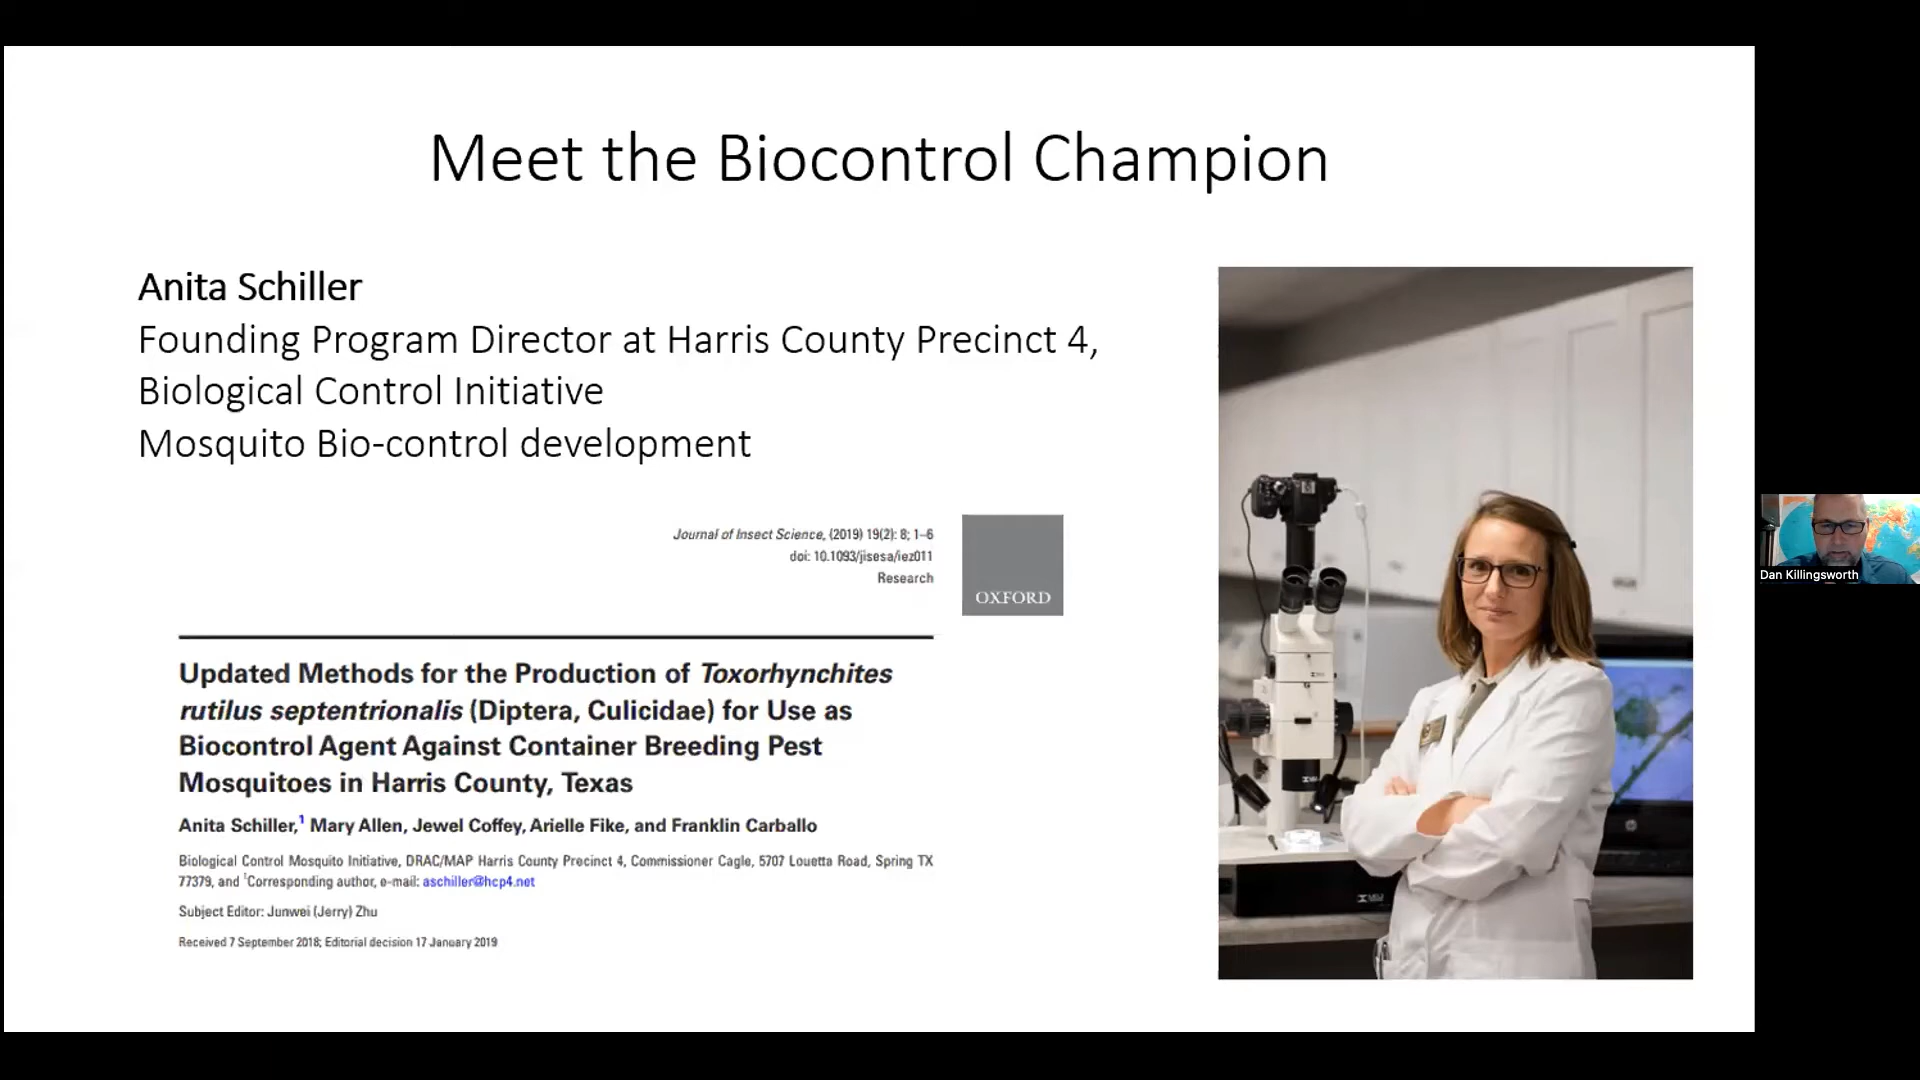 Meet the Biocontrol Champion
Anita Schiller
Founding Program Director at Harris County Precinct 4,
Biological Control Initiative
Mosquito Bio-control development
Journal of Insect Science, (2019) 19(2): 8; 1–6
doi: 10.1093/jisesa/iez011
Research
OXFORD
Updated Methods for the Production of Toxorhynchites
rutilus septentrionalis (Diptera, Culicidae) for Use as
Biocontrol Agent Against Container Breeding Pest
Mosquitoes in Harris County, Texas
Anita Schiller,1 Mary Allen, Jewel Coffey, Arielle Fike, and Franklin Carballo
Biological Control Mosquito Initiative, DRAC/MAP Harris County Precinct 4, Commissioner Cagle, 5707 Louetta Road, Spring TX
77379, and 1Corresponding author, e-mail: aschiller@hcp4.net
Subject Editor: Junwei (Jerry) Zhu
Received 7 September 2018; Editorial decision 17 January 2019
Dan Killingsworth